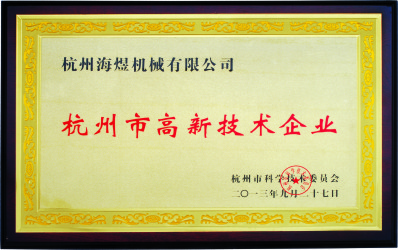 杭州海煜机械有限公司
杭州市高新技术企业
杭州市科学技术委员会
二〇一三年九月二十七日